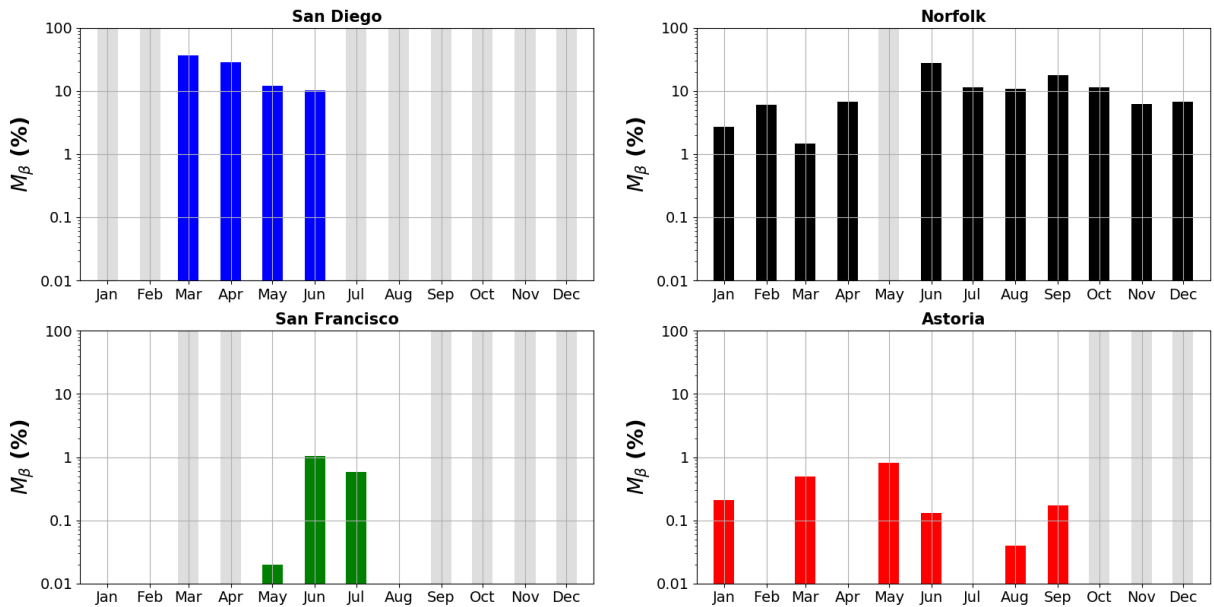 San Diego
M_β (%)
100
10
1
0.1
0.01
Jan Feb Mar Apr May Jun Jul Aug Sep Oct Nov Dec
Norfolk
M_β (%)
100
10
1
0.1
0.01
Jan Feb Mar Apr May Jun Jul Aug Sep Oct Nov Dec
San Francisco
M_β (%)
100
10
1
0.1
0.01
Jan Feb Mar Apr May Jun Jul Aug Sep Oct Nov Dec
Astoria
M_β (%)
100
10
1
0.1
0.01
Jan Feb Mar Apr May Jun Jul Aug Sep Oct Nov Dec